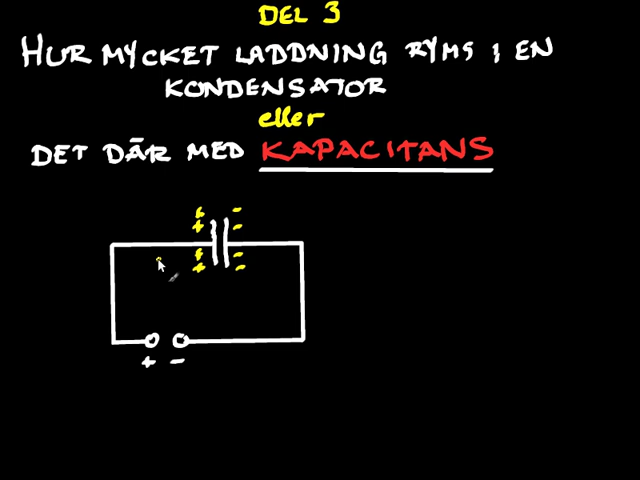 DEL 3
HUR MYCKET LADDNING RYMS I EN
KONDENSATOR
eller
DET DÄR MED KAPACITANS
+ -
+ -
+ -
+ -
+ -